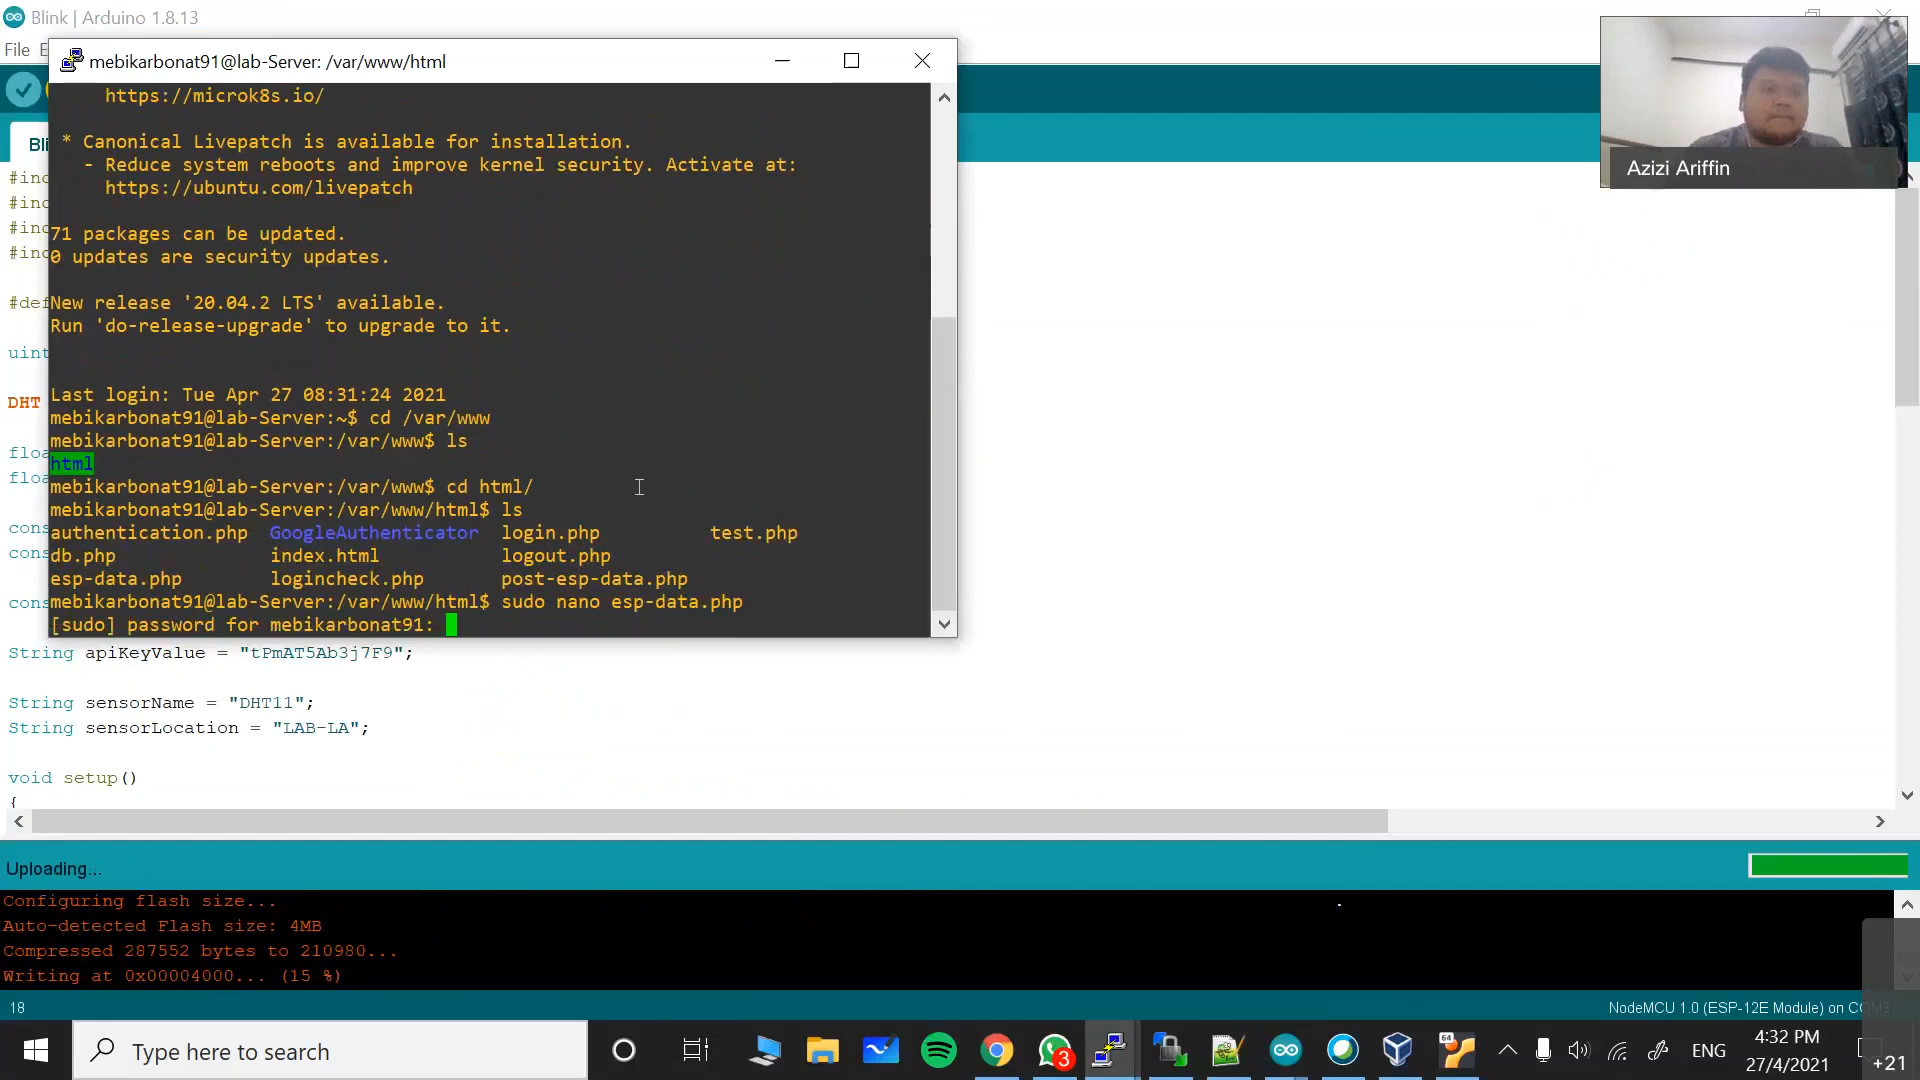 Blink | Arduino 1.8.13
File E
mebikarbonat91@lab-Server: /var/www/html
https://microk8s.io/
* Canonical Livepatch is available for installation.
- Reduce system reboots and improve kernel security. Activate at:
https://ubuntu.com/livepatch
71 packages can be updated.
0 updates are security updates.
New release '20.04.2 LTS' available.
Run 'do-release-upgrade' to upgrade to it.
Last login: Tue Apr 27 08:31:24 2021
mebikarbonat91@lab-Server:~$ cd /var/www
mebikarbonat91@lab-Server:/var/www$ ls
html
mebikarbonat91@lab-Server:/var/www$ cd html/
mebikarbonat91@lab-Server:/var/www/html$ ls
authentication.php GoogleAuthenticator login.php test.php
db.php index.html logout.php
esp-data.php logincheck.php post-esp-data.php
mebikarbonat91@lab-Server:/var/www/html$ sudo nano esp-data.php
[sudo] password for mebikarbonat91:
Azizi Ariffin
Bli
#inc
#inc
#inc
#inc
#def
uint
DHT
floa
floa
cons
cons
cons
String apiKeyValue = "tPmAT5Ab3j7F9";
String sensorName = "DHT11";
String sensorLocation = "LAB-LA";
void setup()
{
Uploading...
Configuring flash size...
Auto-detected Flash size: 4MB
Compressed 287552 bytes to 210980...
Writing at 0x00004000... (15 %)
18
NodeMCU 1.0 (ESP-12E Module) on COM8
Type here to search
3
64
ENG
4:32 PM
27/4/2021
+21